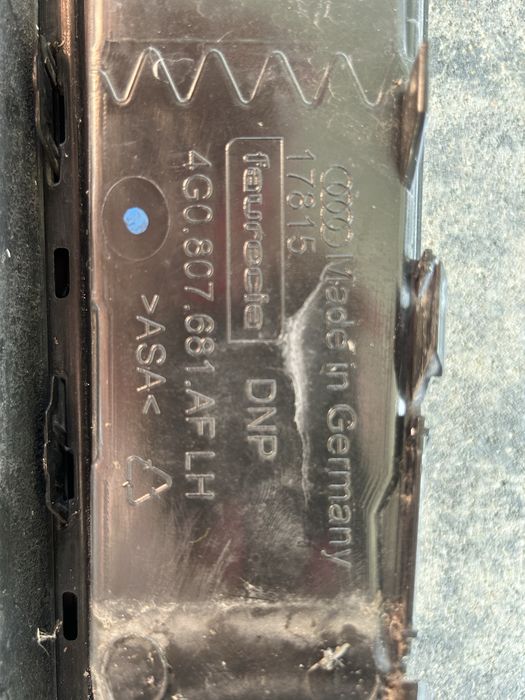 Made in Germany
17815
faurecia DNP
4G0.807.681.AF LH
>ASA<